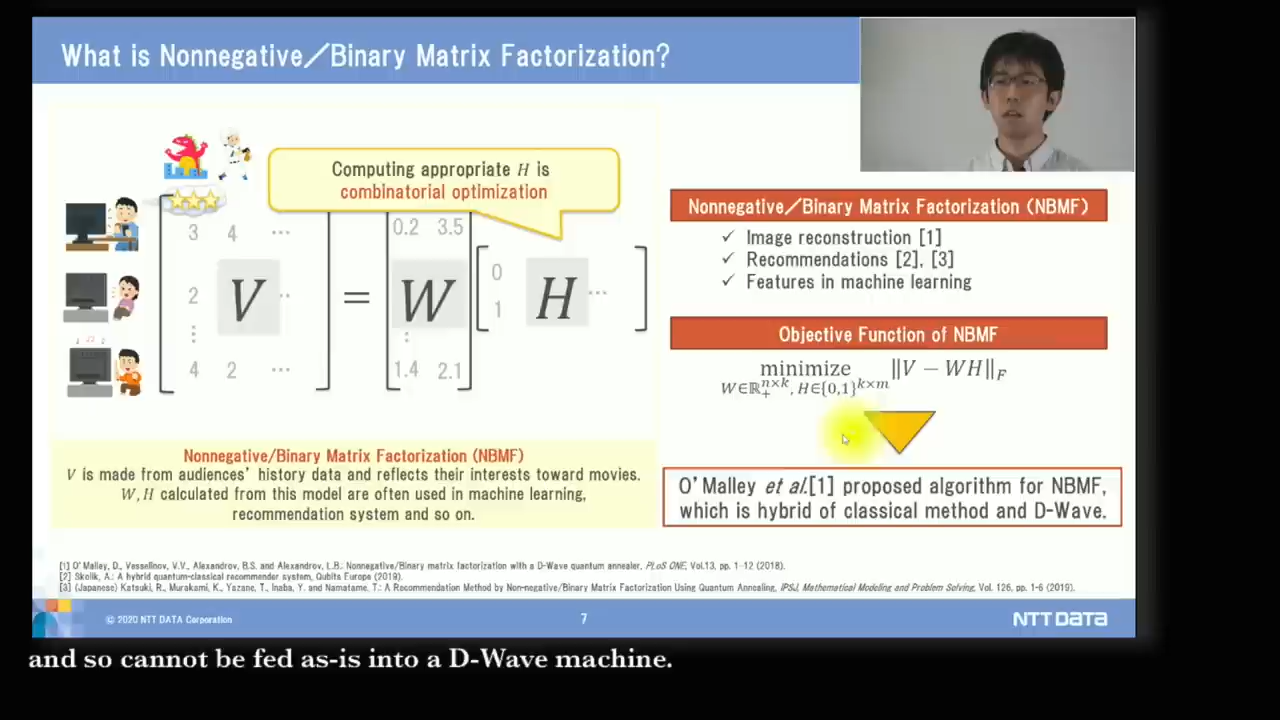 What is Nonnegative／Binary Matrix Factorization?
Computing appropriate H is
combinatorial optimization
3 4 ⋯
2 ⋯
⋮
4 2 ⋯
V
=
0.2 3.5
W
⋮
1.4 2.1
0
1
H
⋯
Nonnegative/Binary Matrix Factorization (NBMF)
V is made from audiences' history data and reflects their interests toward movies.
W, H calculated from this model are often used in machine learning,
recommendation system and so on.
Nonnegative／Binary Matrix Factorization (NBMF)
✓ Image reconstruction [1]
✓ Recommendations [2], [3]
✓ Features in machine learning
Objective Function of NBMF
minimize ‖V − WH‖F
W∈ℝ₊ⁿˣᵏ, H∈{0,1}ᵏˣᵐ
O'Malley et al.[1] proposed algorithm for NBMF,
which is hybrid of classical method and D-Wave.
[1] O'Malley, D., Vesselinov, V.V., Alexandrov, B.S. and Alexandrov, L.B.: Nonnegative/Binary matrix factorization with a D-Wave quantum annealer, PLoS ONE, Vol.13, pp. 1-12 (2018).
[2] Skolik, A.: A hybrid quantum-classical recommender system, Qubits Europa (2019).
[3] (Japanese) Katsuki, R., Murakami, K., Yazane, T., Inaba, Y. and Namatame, T.: A Recommendation Method by Non-negative/Binary Matrix Factorization Using Quantum Annealing, IPSJ, Mathematical Modeling and Problem Solving, Vol. 126, pp. 1-6 (2019).
© 2020 NTT DATA Corporation
7
NTT DATA
and so cannot be fed as-is into a D-Wave machine.